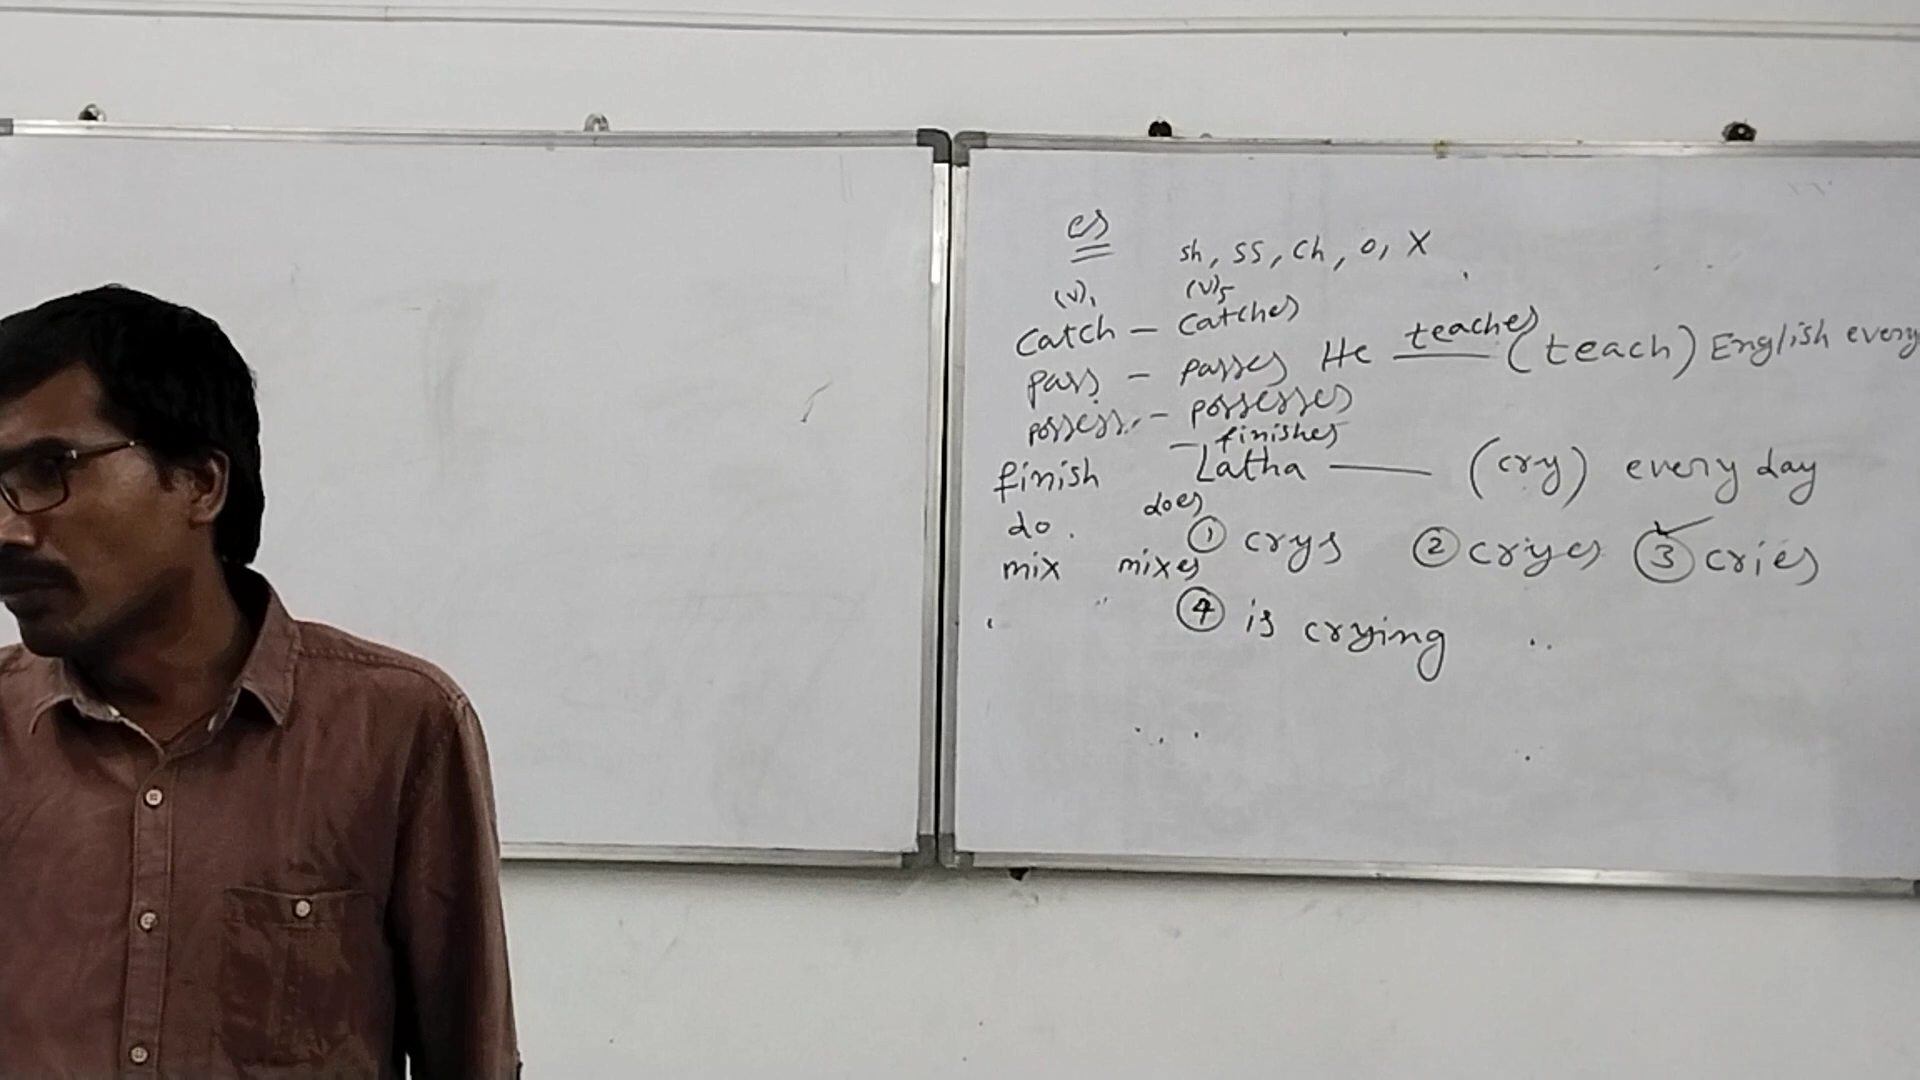 es
sh, ss, ch, o, X
(v)1 (v)5
catch - catches
He teaches (teach) English every
pass - passes
possess - possesses
finish - finishes
Latha ——— (cry) every day
do. does
① crys ② cryes ③ cries
mix mixes
④ is crying